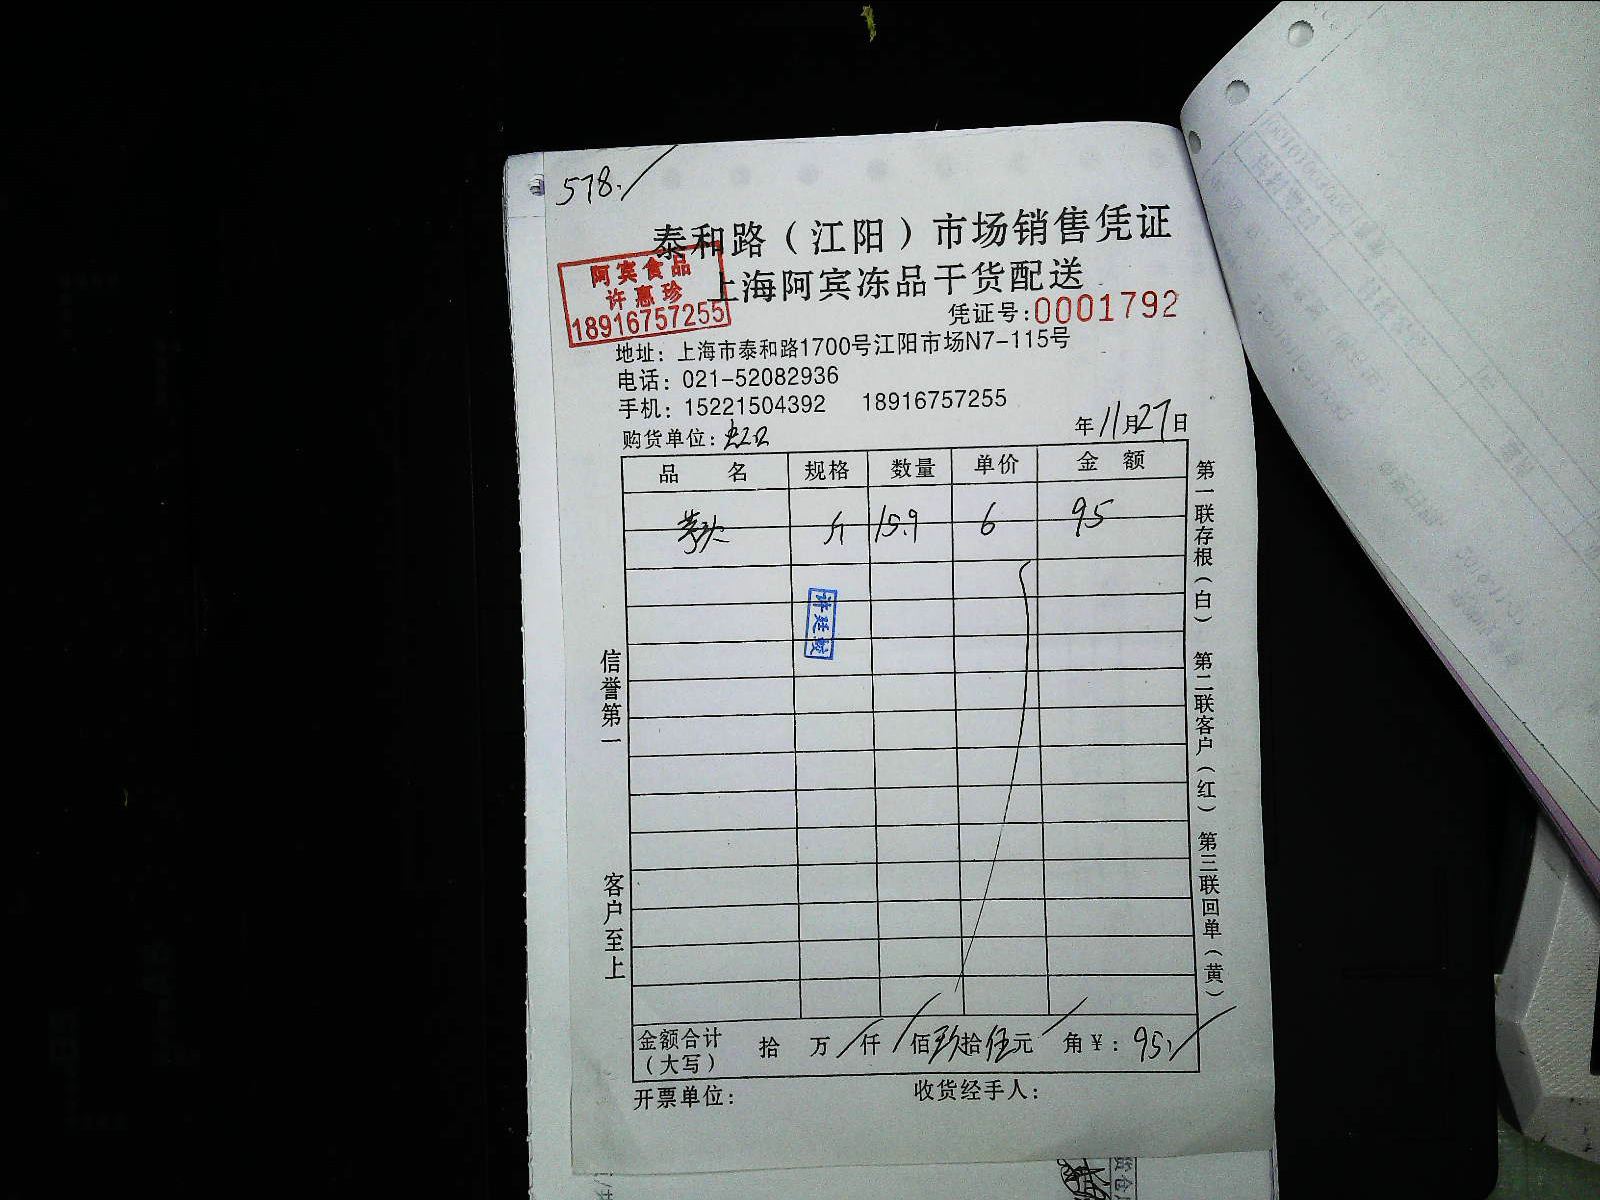 578.
泰和路（江阳）市场销售凭证
上海阿宾冻品干货配送
阿宾食品
许惠珍
18916757255
凭证号:0001792
地址：上海市泰和路1700号江阳市场N7-115号
电话：021-52082936
手机：15221504392 18916757255
购货单位：
年11月27日
品名 规格 数量 单价 金额
斤 15.9 6 95
许廷
信誉第一
客户至上
第一联存根（白） 第二联客户（红） 第三联回单（黄）
金额合计（大写） 拾 万 仟 佰玖拾伍元 角￥：95.
开票单位：
收货经手人：